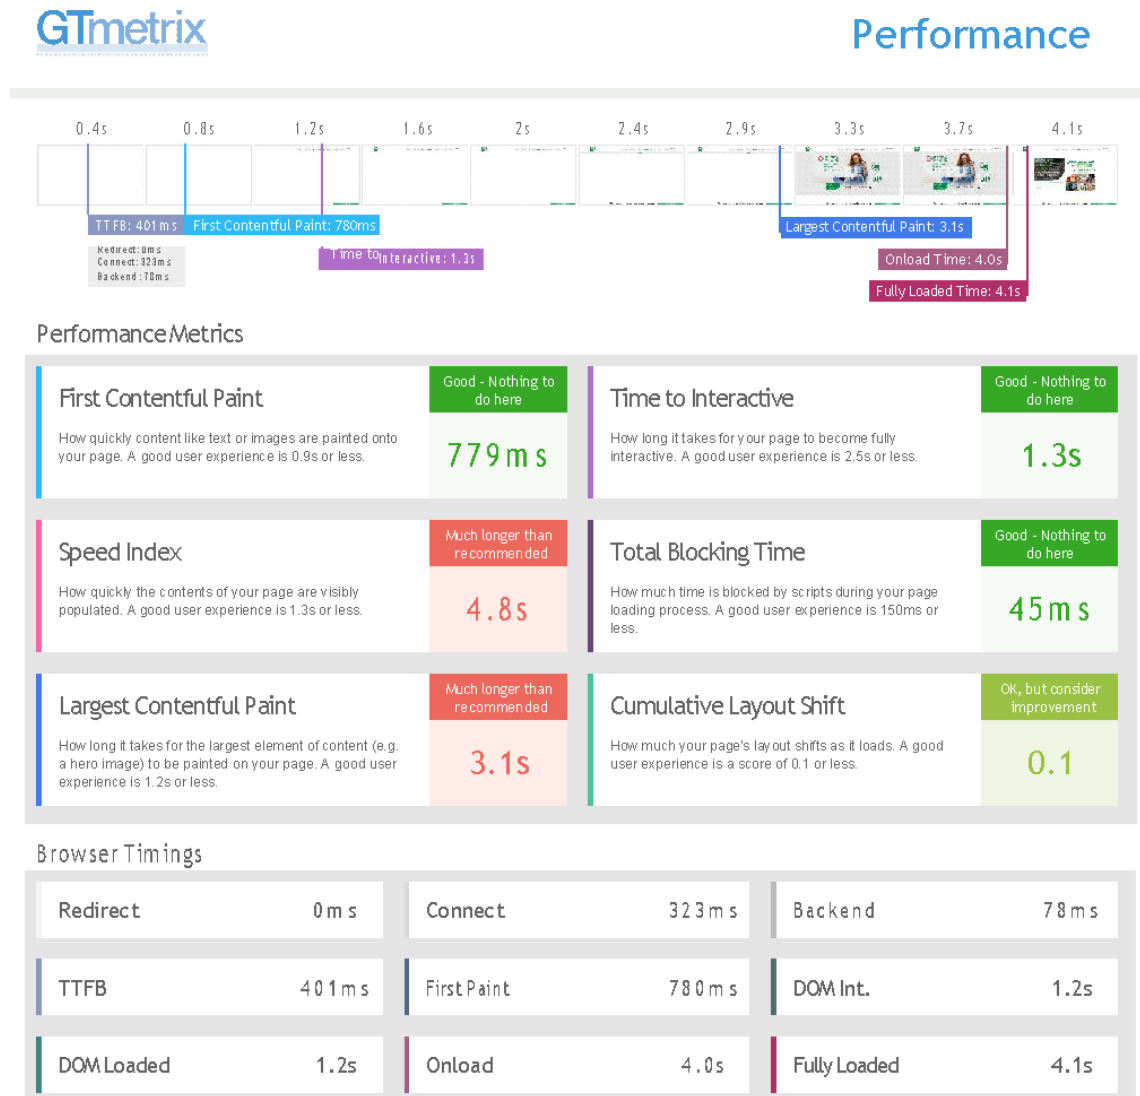 GTmetrix
Performance
0.4s 0.8s 1.2s 1.6s 2s 2.4s 2.9s 3.3s 3.7s 4.1s
TTFB: 401ms First Contentful Paint: 780ms
Largest Contentful Paint: 3.1s
Redirect: 0ms
Connect: 323ms
Backend: 78ms
Time to Interactive: 1.3s
Onload Time: 4.0s
Fully Loaded Time: 4.1s
Performance Metrics
First Contentful Paint
How quickly content like text or images are painted onto
your page. A good user experience is 0.9s or less.
Good - Nothing to
do here
779ms
Time to Interactive
How long it takes for your page to become fully
interactive. A good user experience is 2.5s or less.
Good - Nothing to
do here
1.3s
Speed Index
How quickly the contents of your page are visibly
populated. A good user experience is 1.3s or less.
Much longer than
recommended
4.8s
Total Blocking Time
How much time is blocked by scripts during your page
loading process. A good user experience is 150ms or
less.
Good - Nothing to
do here
45ms
Largest Contentful Paint
How long it takes for the largest element of content (e.g.
a hero image) to be painted on your page. A good user
experience is 1.2s or less.
Much longer than
recommended
3.1s
Cumulative Layout Shift
How much your page's layout shifts as it loads. A good
user experience is a score of 0.1 or less.
OK, but consider
improvement
0.1
Browser Timings
Redirect 0ms
Connect 323ms
Backend 78ms
TTFB 401ms
First Paint 780ms
DOM Int. 1.2s
DOM Loaded 1.2s
Onload 4.0s
Fully Loaded 4.1s